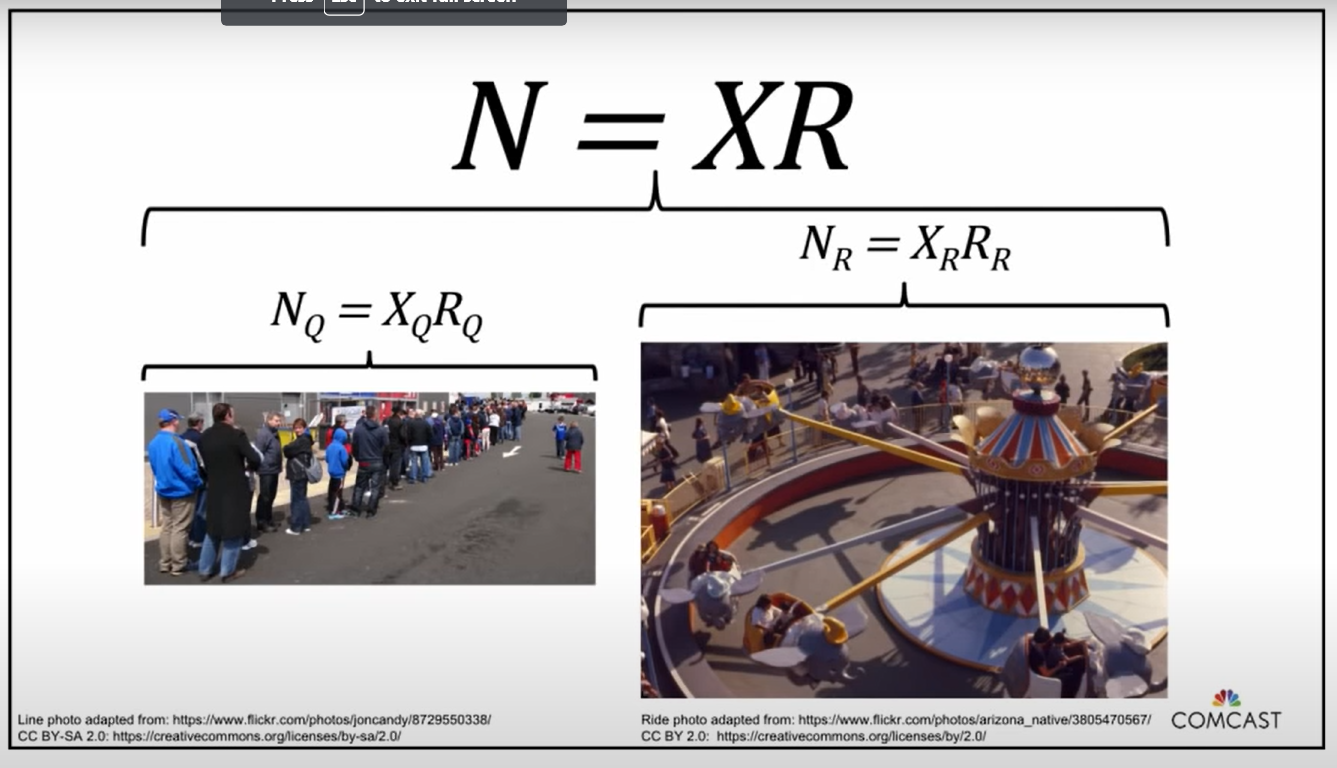 Press Esc to exit full screen
N = XR
N_R = X_R R_R
N_Q = X_Q R_Q
Line photo adapted from: https://www.flickr.com/photos/joncandy/8729550338/
CC BY-SA 2.0: https://creativecommons.org/licenses/by-sa/2.0/
Ride photo adapted from: https://www.flickr.com/photos/arizona_native/3805470567/
CC BY 2.0: https://creativecommons.org/licenses/by/2.0/
COMCAST